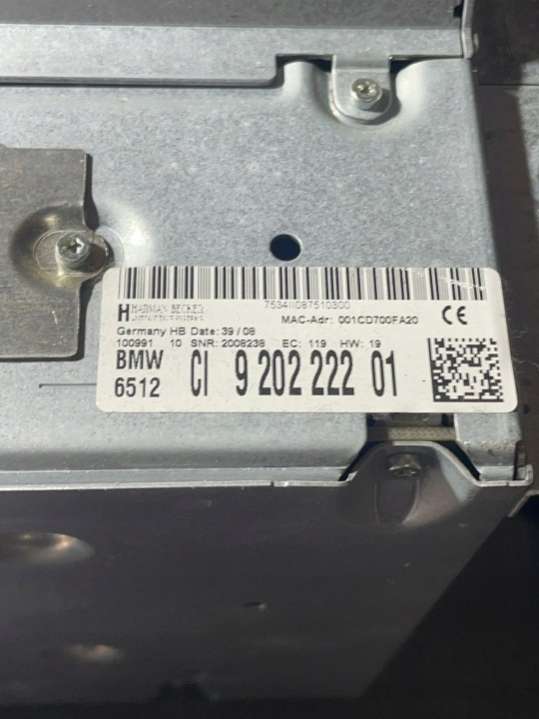 753411087510300
HARMAN BECKER
MAC-Adr: 001CD700FA20
CE
Germany HB Date: 39 / 08
100991 10 SNR: 2008238 EC: 119 HW: 19
BMW
6512
CI 9 202 222 01